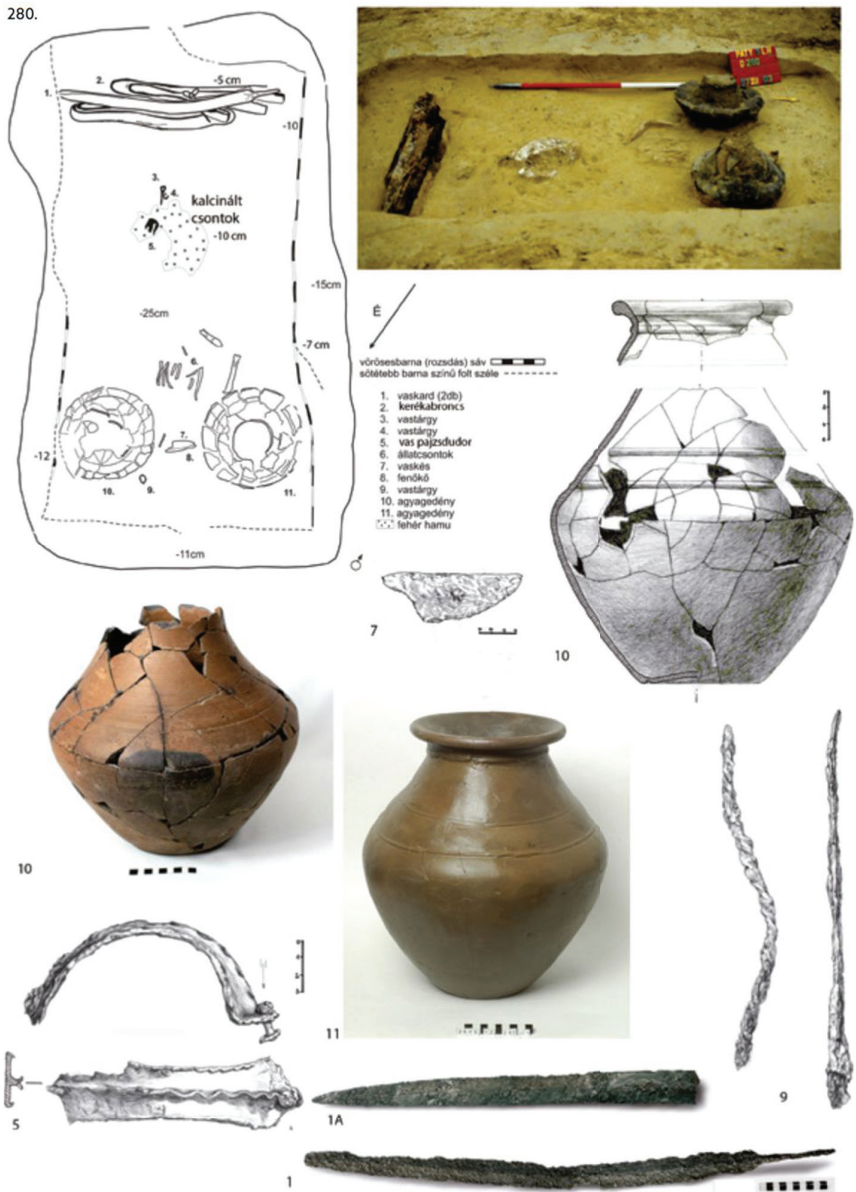 280.
1.
2.
-5 cm
-10
3.
4.
kalcinált
csontok
-10 cm
5.
-15cm
-25cm
-7 cm
6.
7.
8.
-12
10.
9.
11.
-11cm
É
vörösesbarna (rozsdás) sáv
sötétebb barna színű folt széle
1. vaskard (2db)
2. kerékabroncs
3. vastárgy
4. vastárgy
5. vas pajzsdudor
6. állatcsontok
7. vaskés
8. fenőkő
9. vastárgy
10. agyagedény
11. agyagedény
fehér hamu
♂
7
10
10
11
5
9
1A
1